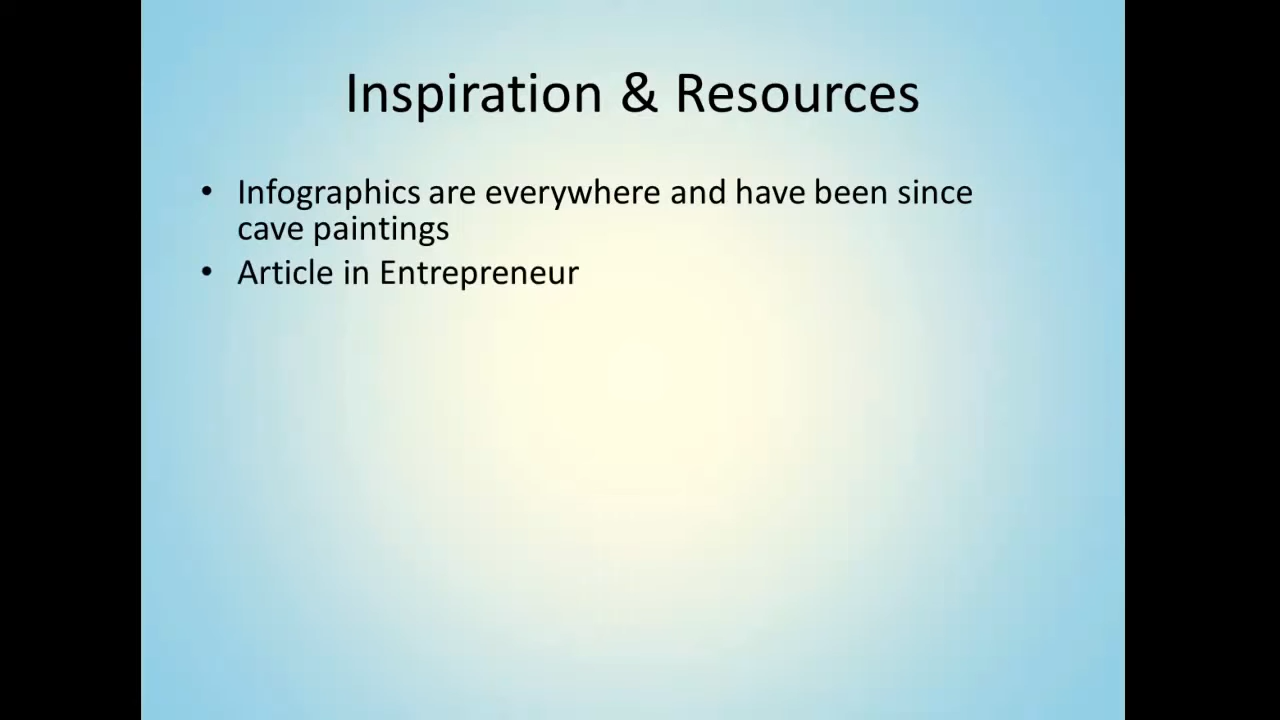 Inspiration & Resources
• Infographics are everywhere and have been since
cave paintings
• Article in Entrepreneur